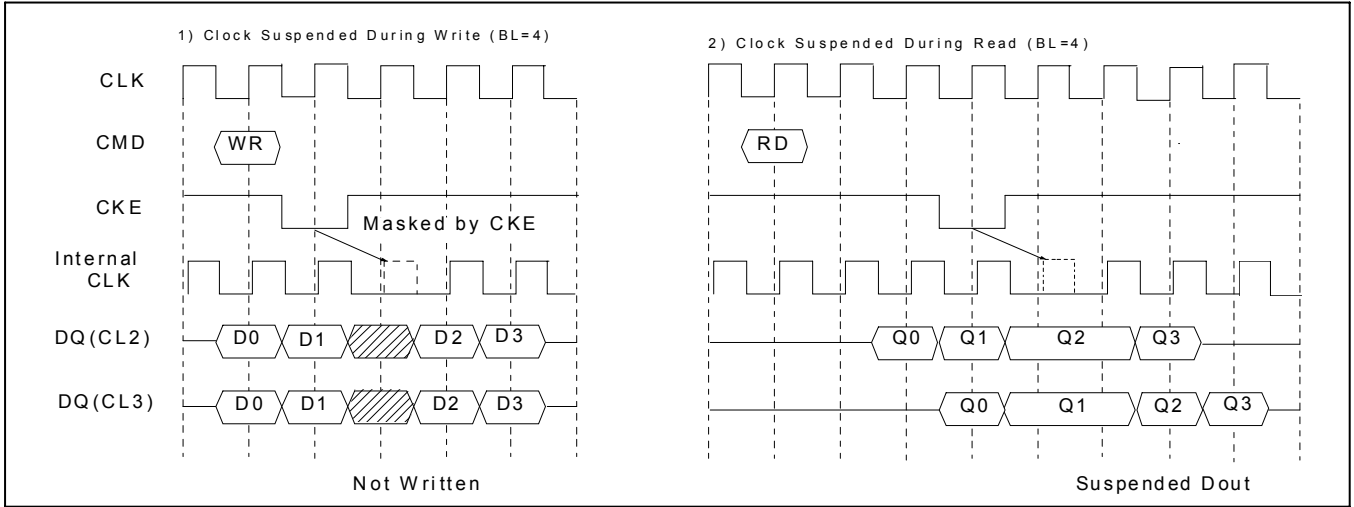 1) Clock Suspended During Write (BL=4)
2) Clock Suspended During Read (BL=4)
CLK
CMD
WR
RD
CKE
Masked by CKE
Internal
CLK
DQ(CL2)
D0
D1
D2
D3
Q0
Q1
Q2
Q3
DQ(CL3)
D0
D1
D2
D3
Q0
Q1
Q2
Q3
Not Written
Suspended Dout